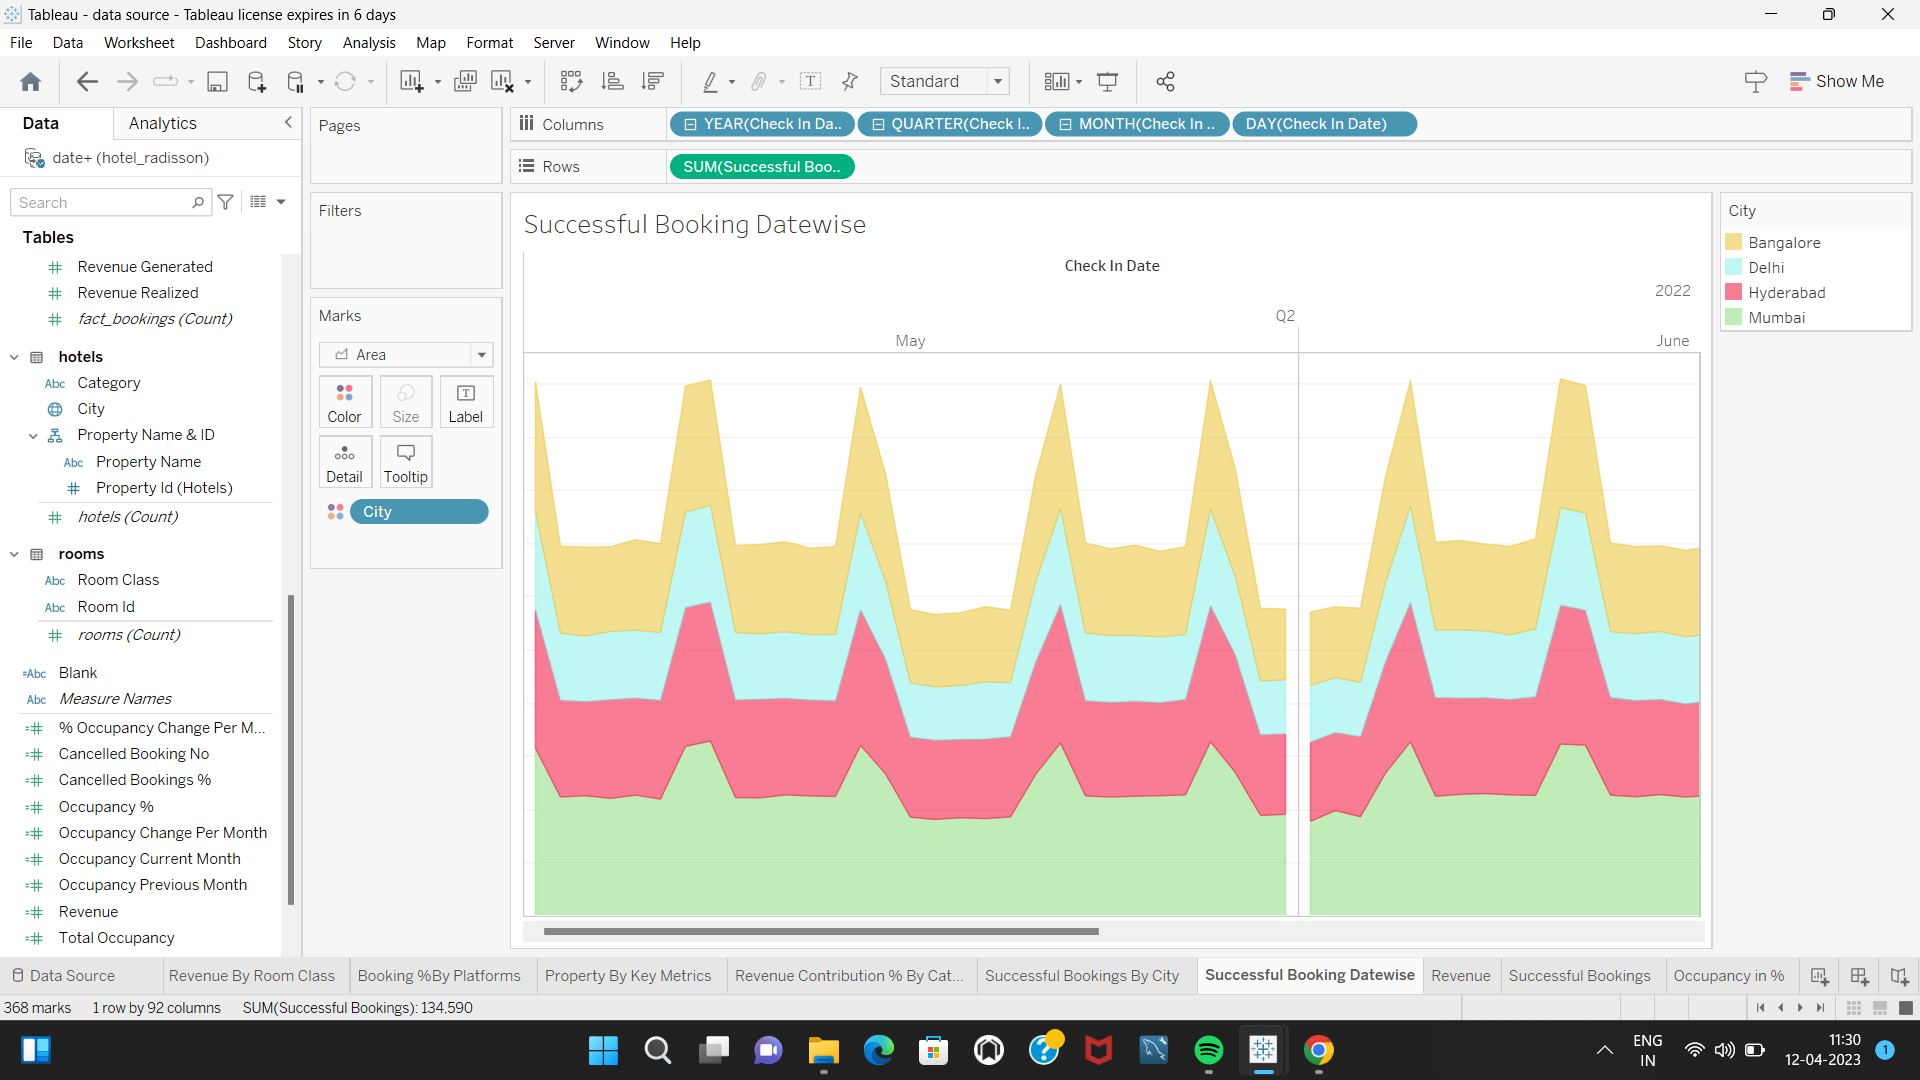 Tableau - data source - Tableau license expires in 6 days
File Data Worksheet Dashboard Story Analysis Map Format Server Window Help
Standard
Show Me
Data
Analytics
date+ (hotel_radisson)
Search
Tables
# Revenue Generated
# Revenue Realized
# fact_bookings (Count)
hotels
Abc Category
City
Property Name & ID
Abc Property Name
# Property Id (Hotels)
# hotels (Count)
rooms
Abc Room Class
Abc Room Id
# rooms (Count)
=Abc Blank
Abc Measure Names
=# % Occupancy Change Per M...
=# Cancelled Booking No
=# Cancelled Bookings %
=# Occupancy %
=# Occupancy Change Per Month
=# Occupancy Current Month
=# Occupancy Previous Month
=# Revenue
=# Total Occupancy
Pages
Filters
Marks
Area
Color
Size
Label
Detail
Tooltip
City
Columns
YEAR(Check In Da..
QUARTER(Check I..
MONTH(Check In ..
DAY(Check In Date)
Rows
SUM(Successful Boo..
Successful Booking Datewise
Check In Date
2022
Q2
May
June
City
Bangalore
Delhi
Hyderabad
Mumbai
Data Source
Revenue By Room Class
Booking %By Platforms
Property By Key Metrics
Revenue Contribution % By Cat...
Successful Bookings By City
Successful Booking Datewise
Revenue
Successful Bookings
Occupancy in %
368 marks
1 row by 92 columns
SUM(Successful Bookings): 134,590
ENG
IN
11:30
12-04-2023
1